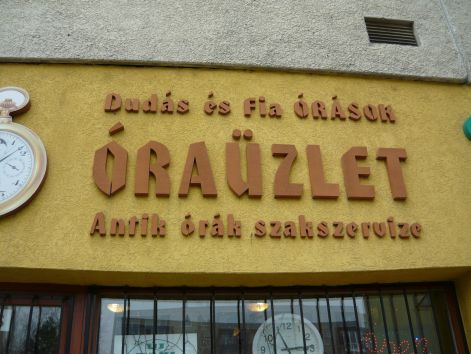 Dudás és Fia ÓRÁSOK
ÓRAÜZLET
Antik órák szakszervize